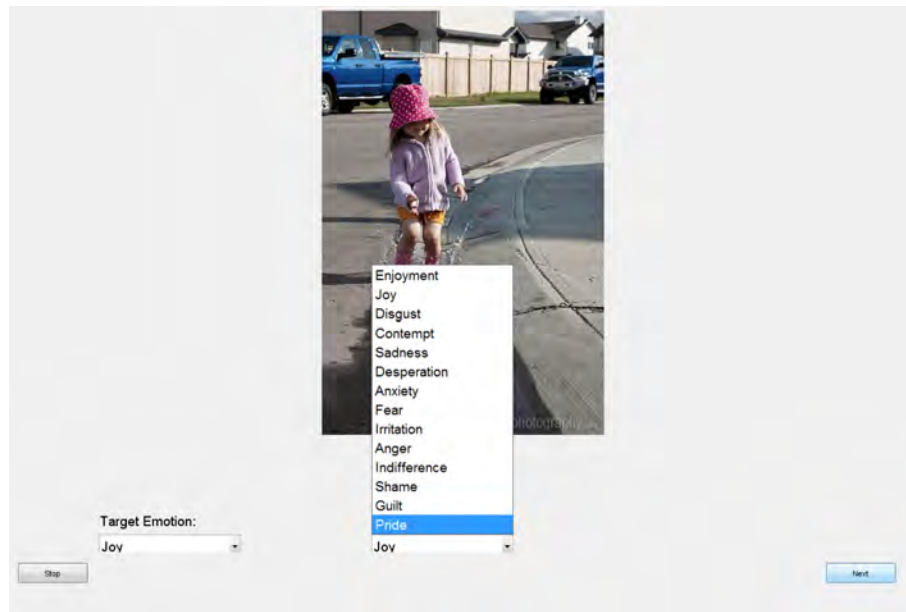 Enjoyment
Joy
Disgust
Contempt
Sadness
Desperation
Anxiety
Fear
Irritation
Anger
Indifference
Shame
Guilt
Pride
photography
Target Emotion:
Joy
Joy
Stop
Next